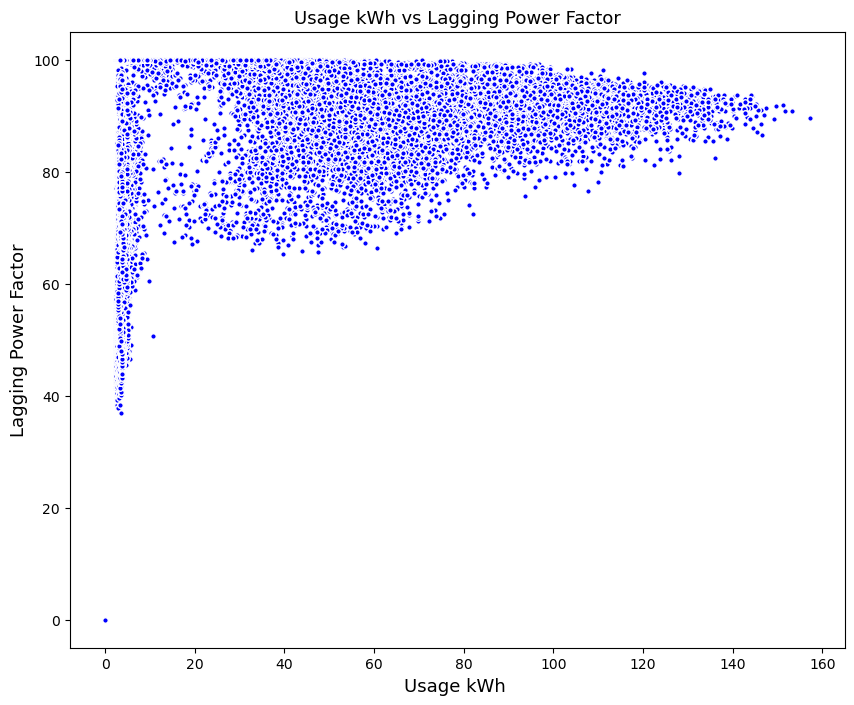 Usage kWh vs Lagging Power Factor
100
80
60
40
20
0
Lagging Power Factor
0 20 40 60 80 100 120 140 160
Usage kWh